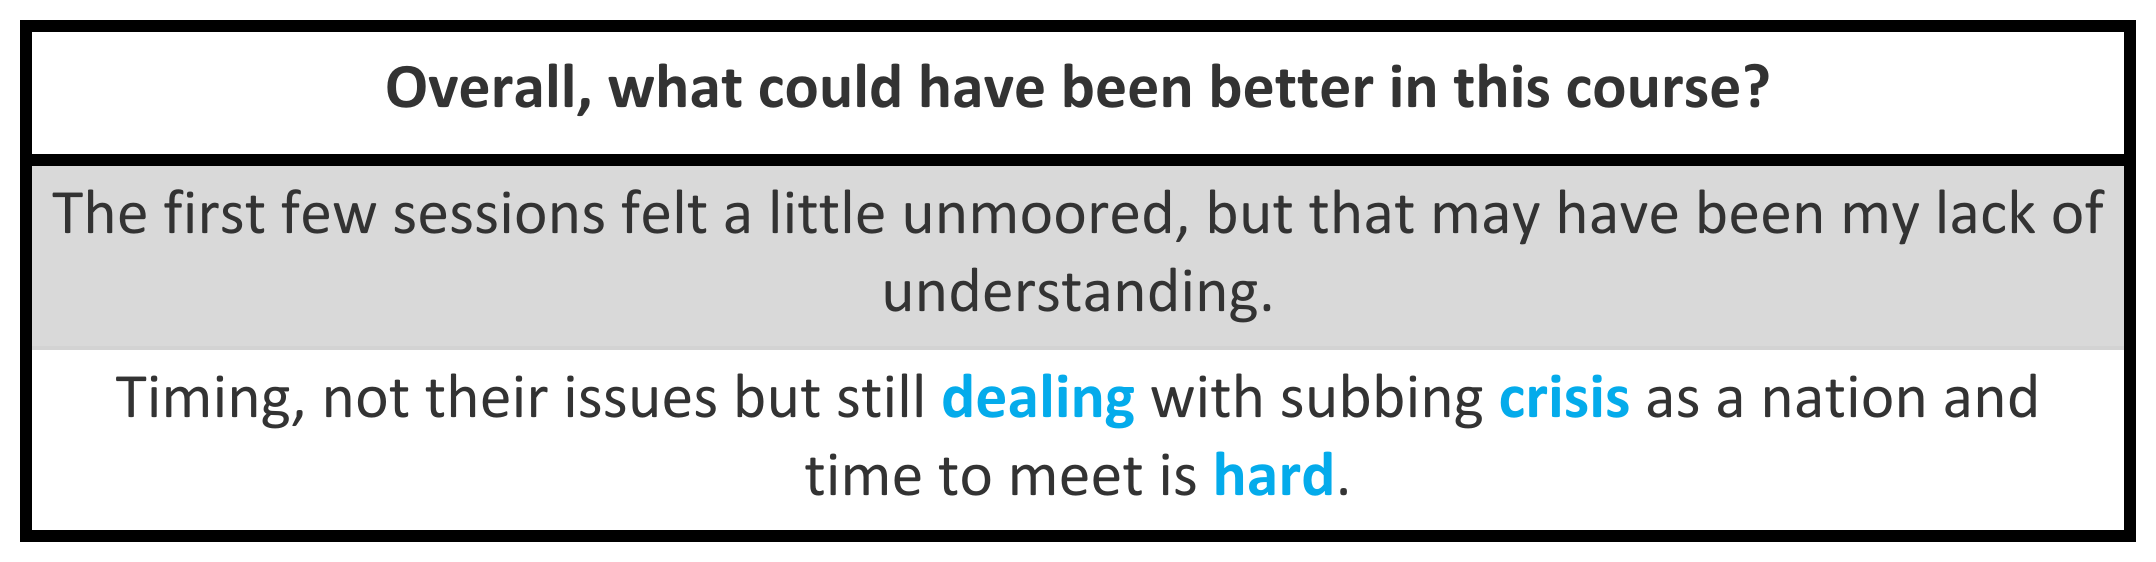 Overall, what could have been better in this course?
The first few sessions felt a little unmoored, but that may have been my lack of
understanding.
Timing, not their issues but still dealing with subbing crisis as a nation and
time to meet is hard.